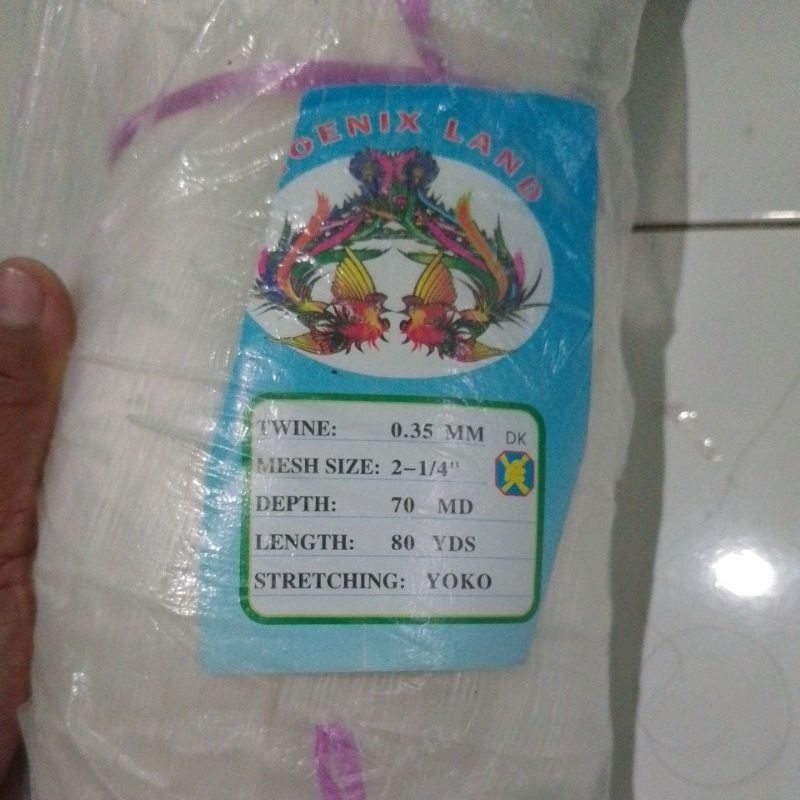 OENIX LAND
TWINE: 0.35 MM
DK
MESH SIZE: 2-1/4"
DEPTH: 70 MD
LENGTH: 80 YDS
STRETCHING: YOKO